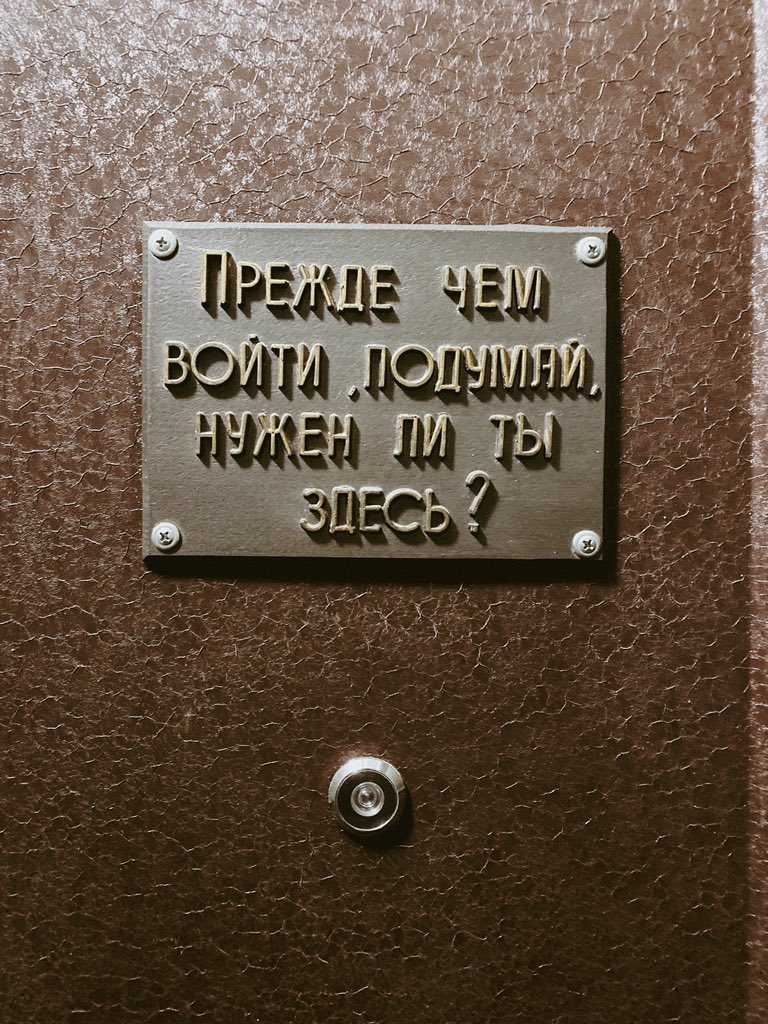 Прежде чем
войти ,подумай,
нужен ли ты
здесь?